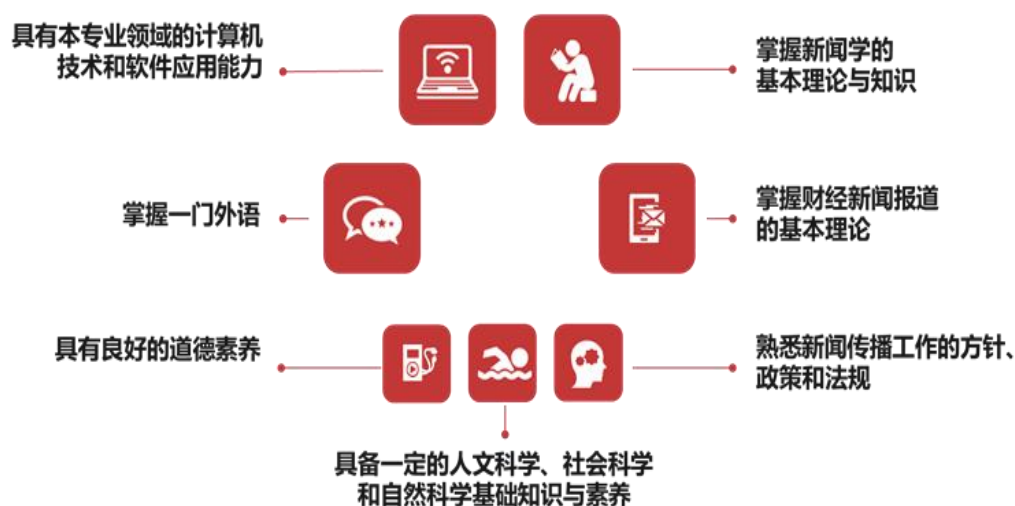 具有本专业领域的计算机
技术和软件应用能力
掌握新闻学的
基本理论与知识
掌握一门外语
掌握财经新闻报道
的基本理论
具有良好的道德素养
熟悉新闻传播工作的方针、
政策和法规
具备一定的人文科学、社会科学
和自然科学基础知识与素养